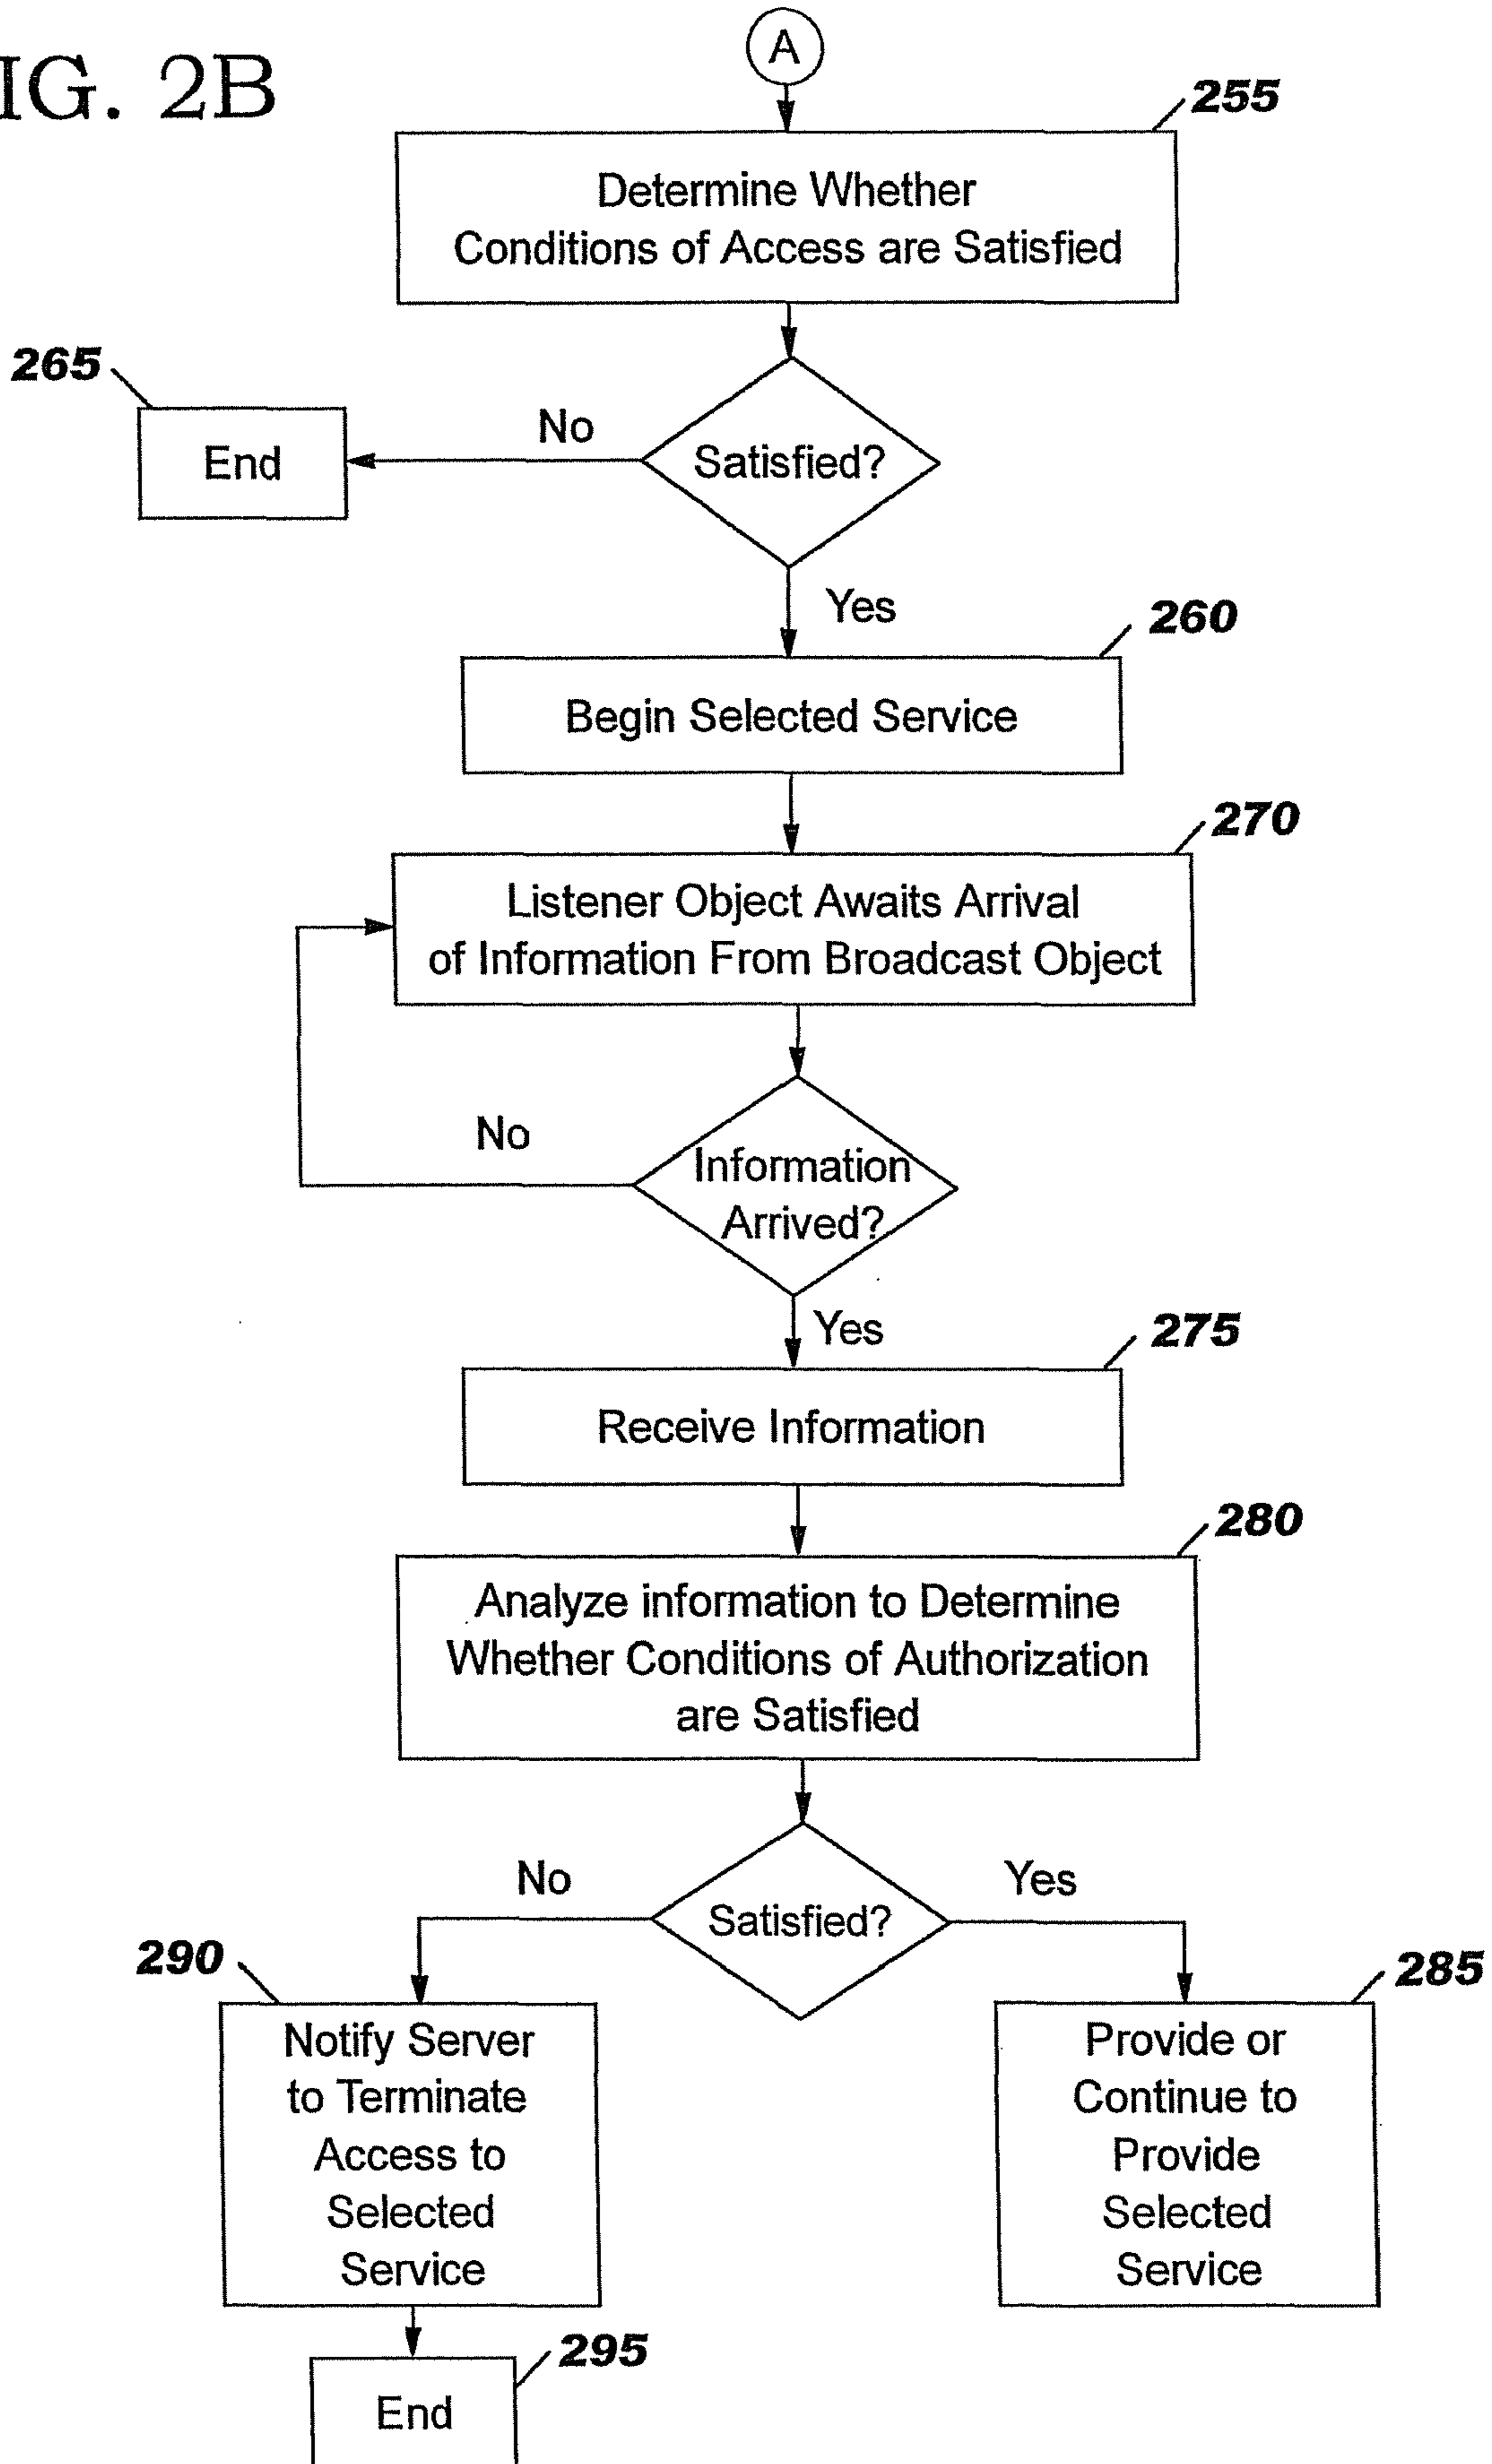 IG. 2B
A
255
Determine Whether
Conditions of Access are Satisfied
265
End
No
Satisfied?
Yes
260
Begin Selected Service
270
Listener Object Awaits Arrival
of Information From Broadcast Object
No
Information
Arrived?
Yes
275
Receive Information
280
Analyze information to Determine
Whether Conditions of Authorization
are Satisfied
No
Yes
Satisfied?
290
285
Notify Server
to Terminate
Access to
Selected
Service
Provide or
Continue to
Provide
Selected
Service
295
End